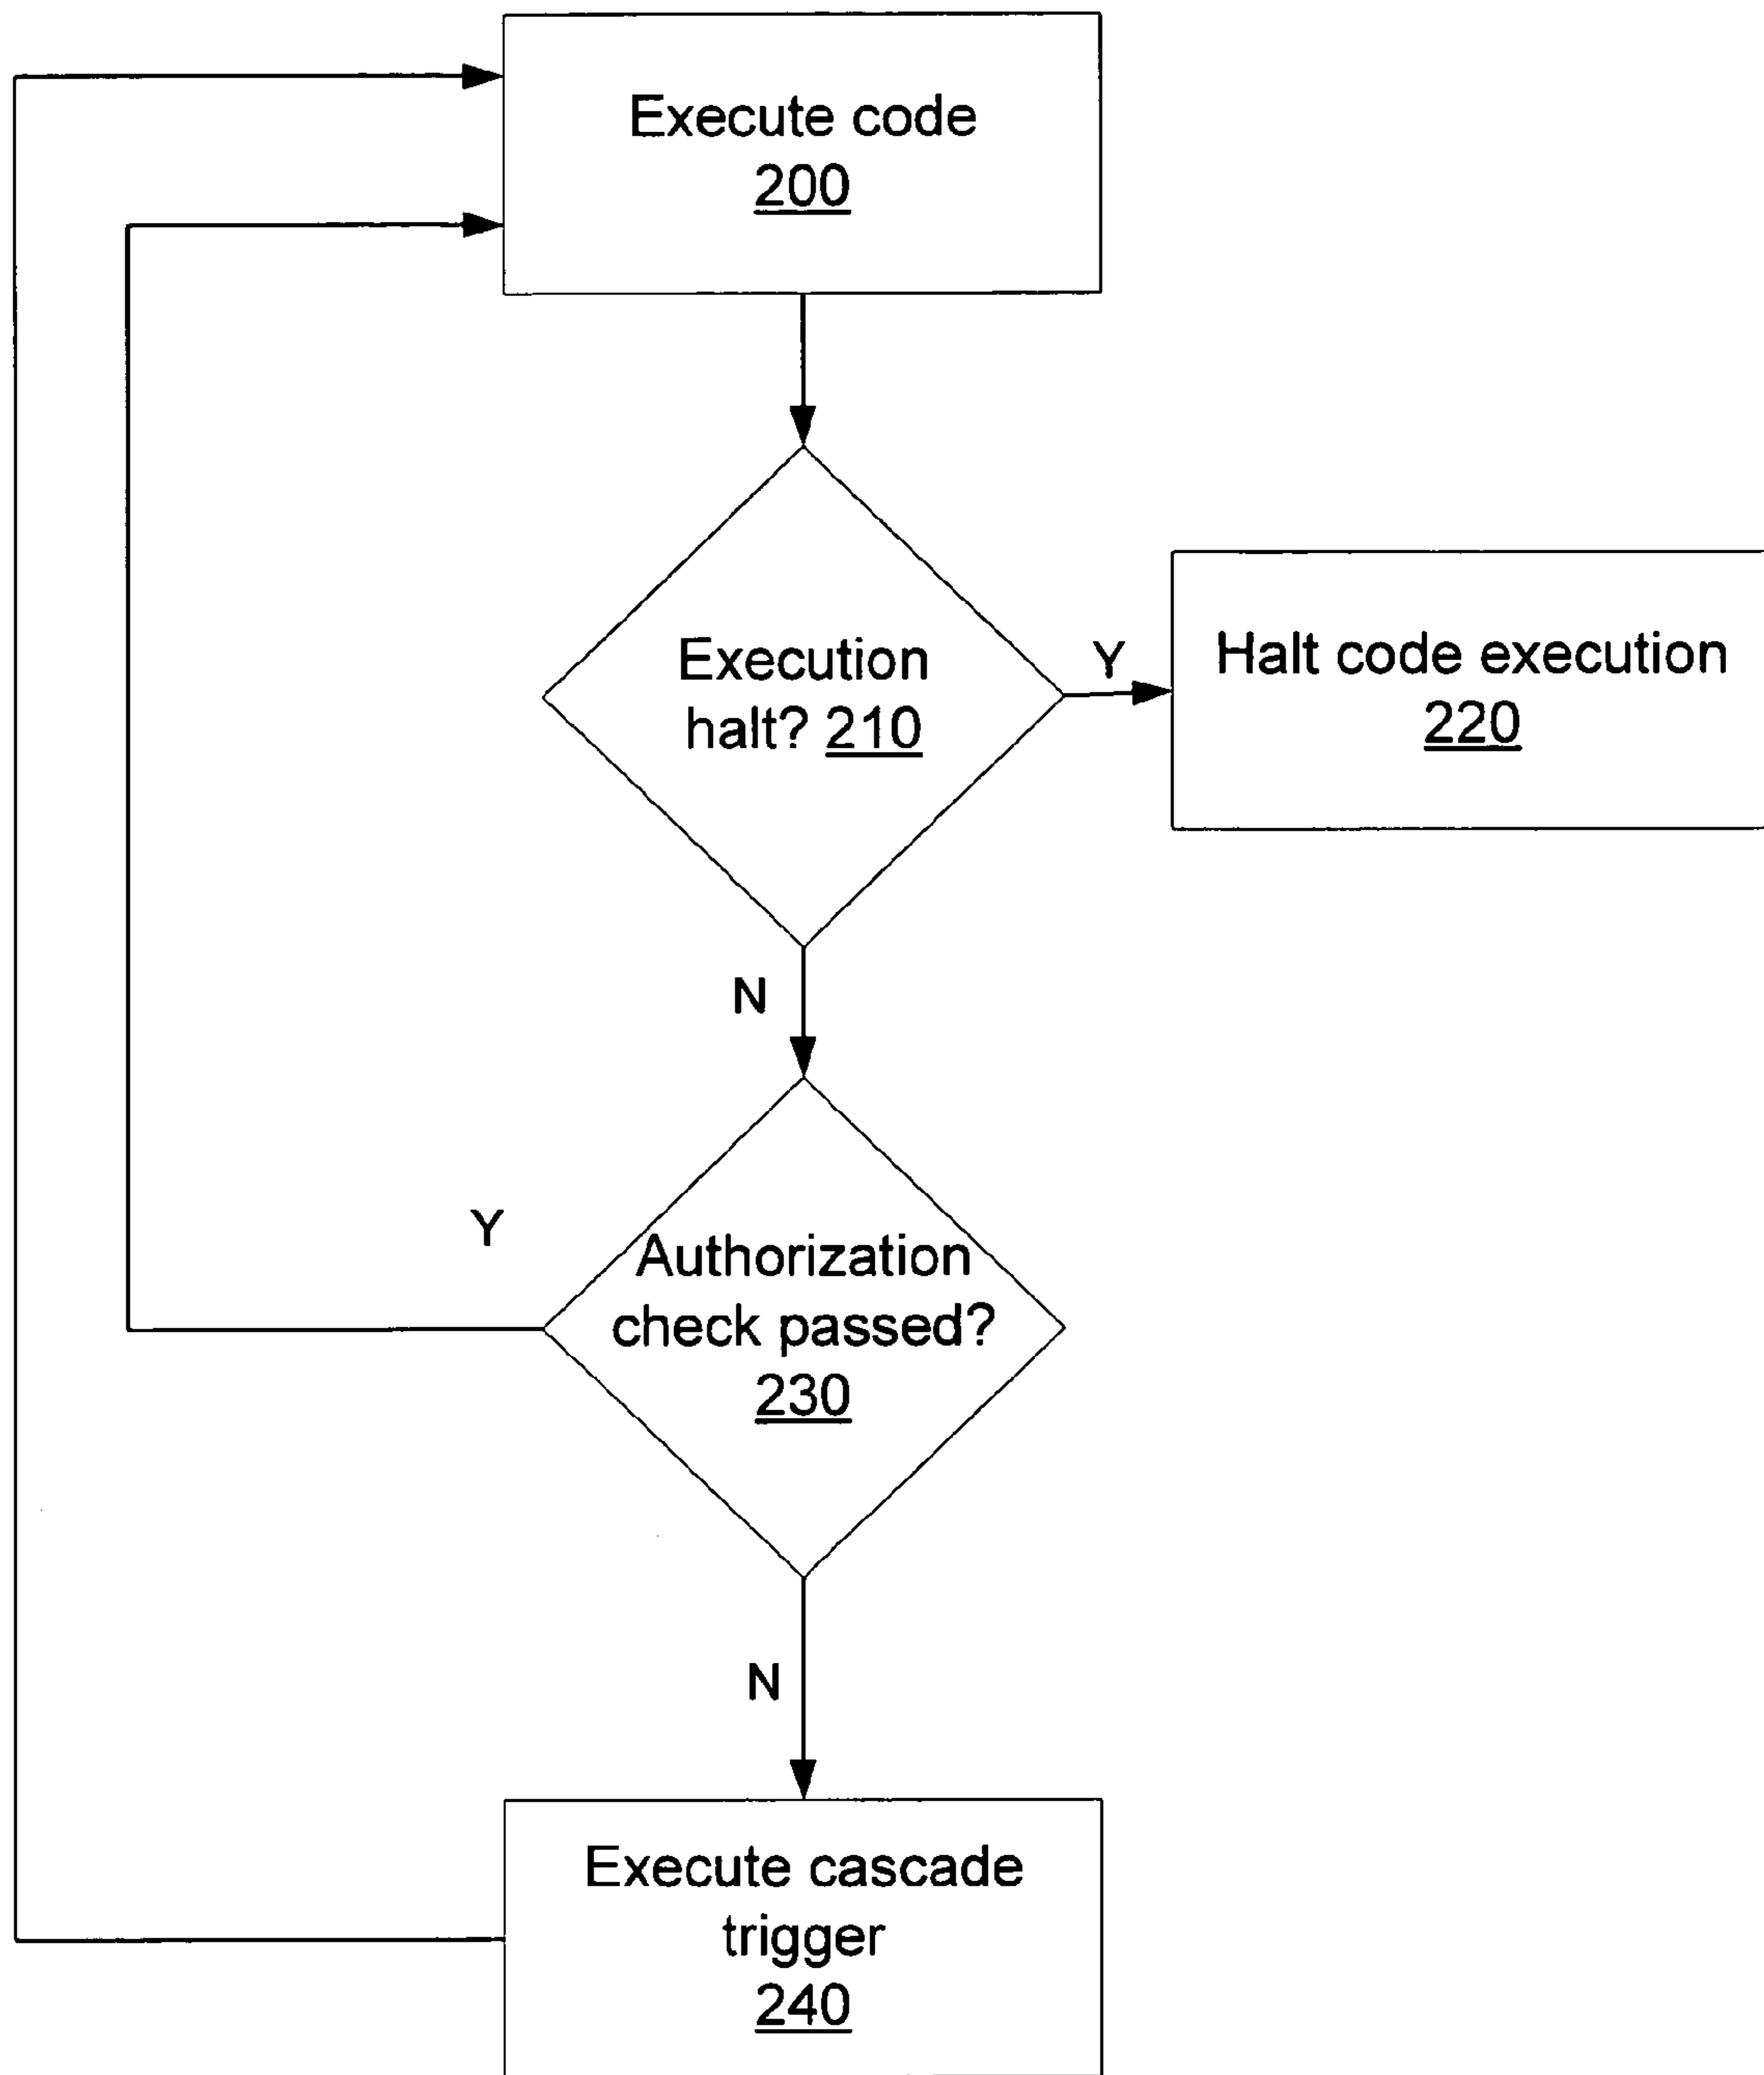 Execute code
200
Execution
halt? 210
Y
Halt code execution
220
N
Y
Authorization
check passed?
230
N
Execute cascade
trigger
240